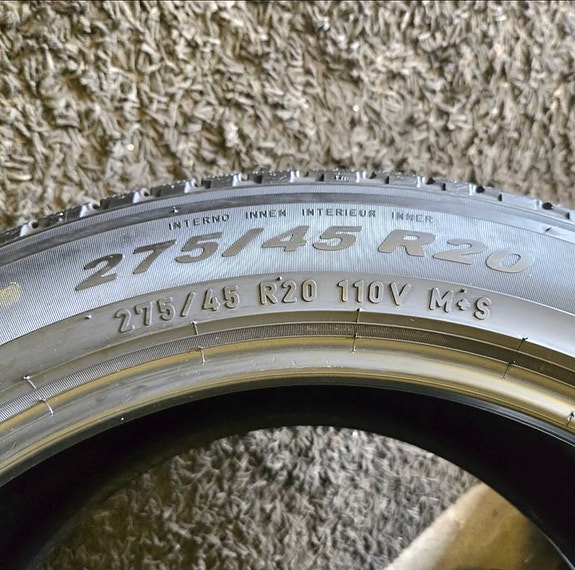 INTERNO INNEN INTERIEUR INNER
275/45 R20
275/45 R20 110V M+S